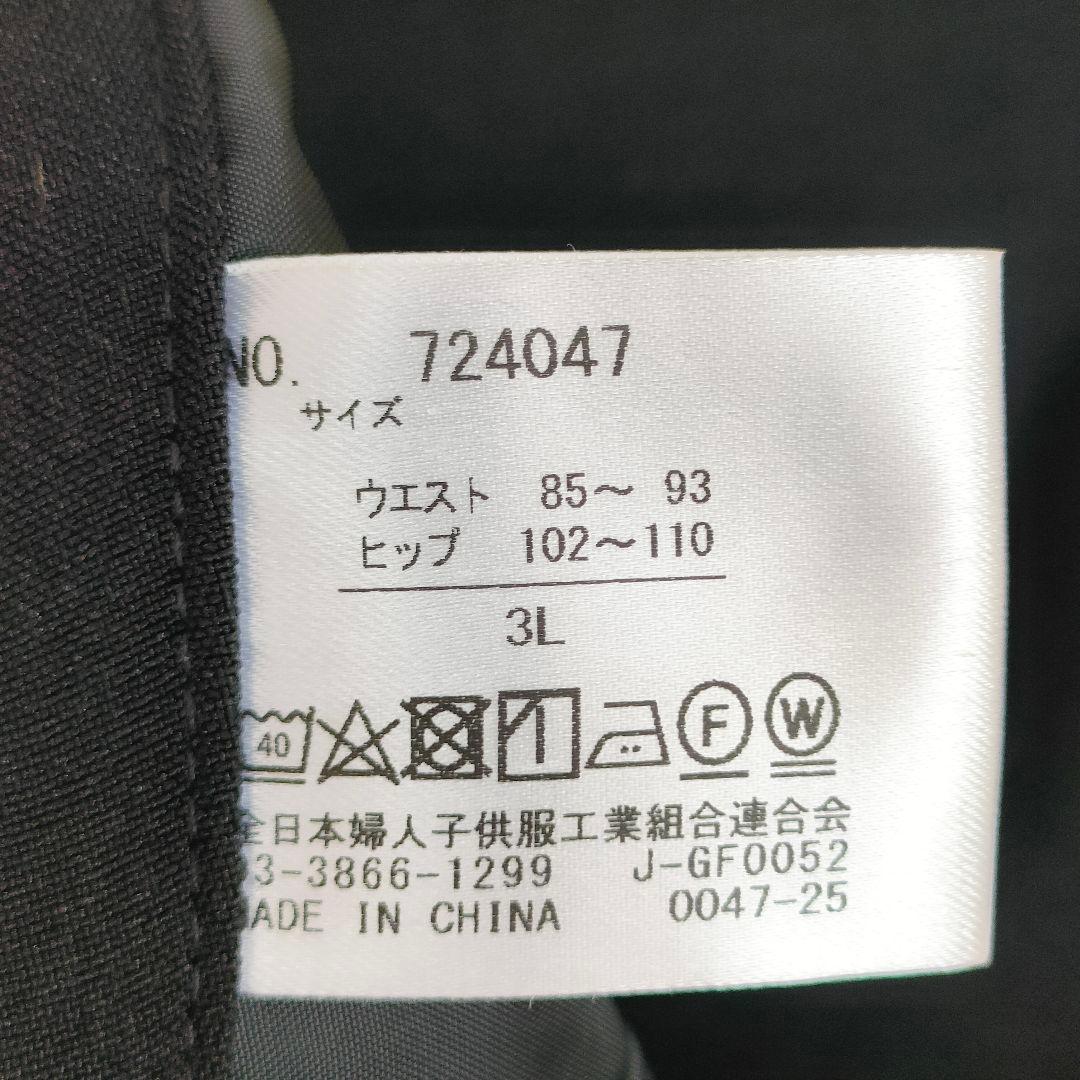 NO. 724047
サイズ
ウエスト 85～ 93
ヒップ 102～110
3L
40 F W
全日本婦人子供服工業組合連合会
3-3866-1299 J-GF0052
MADE IN CHINA 0047-25